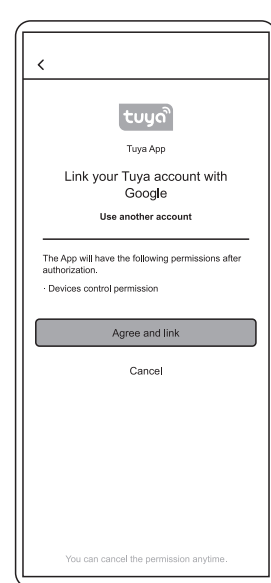 tuya
Tuya App
Link your Tuya account with
Google
Use another account
The App will have the following permissions after
authorization.
· Devices control permission
Agree and link
Cancel
You can cancel the permission anytime.